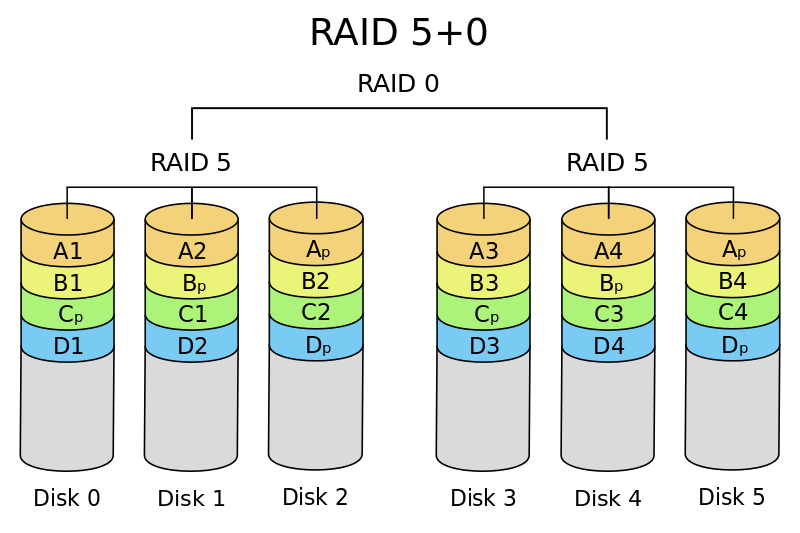 RAID 5+0
RAID 0
RAID 5 RAID 5
A1 A2 Ap A3 A4 Ap
B1 Bp B2 B3 Bp B4
Cp C1 C2 Cp C3 C4
D1 D2 Dp D3 D4 Dp
Disk 0 Disk 1 Disk 2 Disk 3 Disk 4 Disk 5